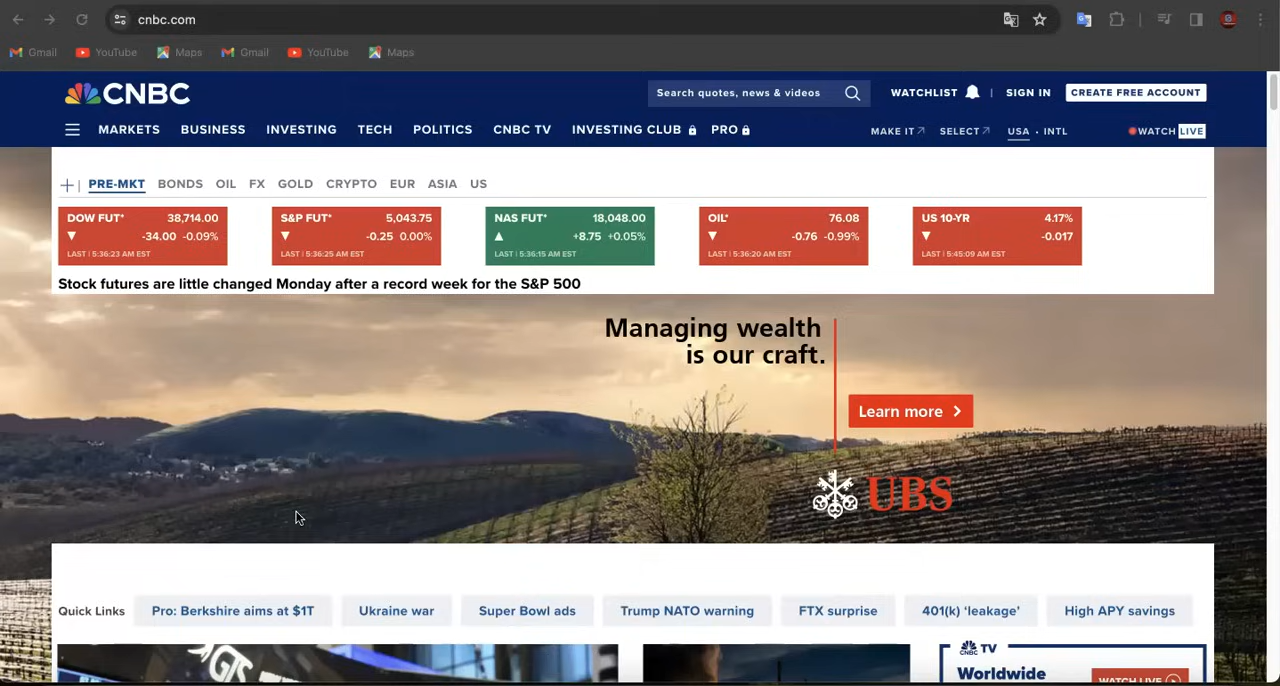 cnbc.com
Gmail YouTube Maps Gmail YouTube Maps
CNBC Search quotes, news & videos WATCHLIST | SIGN IN CREATE FREE ACCOUNT
MARKETS BUSINESS INVESTING TECH POLITICS CNBC TV INVESTING CLUB PRO MAKE IT SELECT USA • INTL WATCH LIVE
+ | PRE-MKT BONDS OIL FX GOLD CRYPTO EUR ASIA US
DOW FUT* 38,714.00
-34.00 -0.09%
LAST | 5:36:23 AM EST
S&P FUT* 5,043.75
-0.25 0.00%
LAST | 5:36:25 AM EST
NAS FUT* 18,048.00
+8.75 +0.05%
LAST | 5:36:15 AM EST
OIL* 76.08
-0.76 -0.99%
LAST | 5:36:20 AM EST
US 10-YR 4.17%
-0.017
LAST | 5:45:09 AM EST
Stock futures are little changed Monday after a record week for the S&P 500
Managing wealth
is our craft.
Learn more
UBS
Quick Links Pro: Berkshire aims at $1T Ukraine war Super Bowl ads Trump NATO warning FTX surprise 401(k) ‘leakage’ High APY savings
CNBC TV
Worldwide
WATCH LIVE